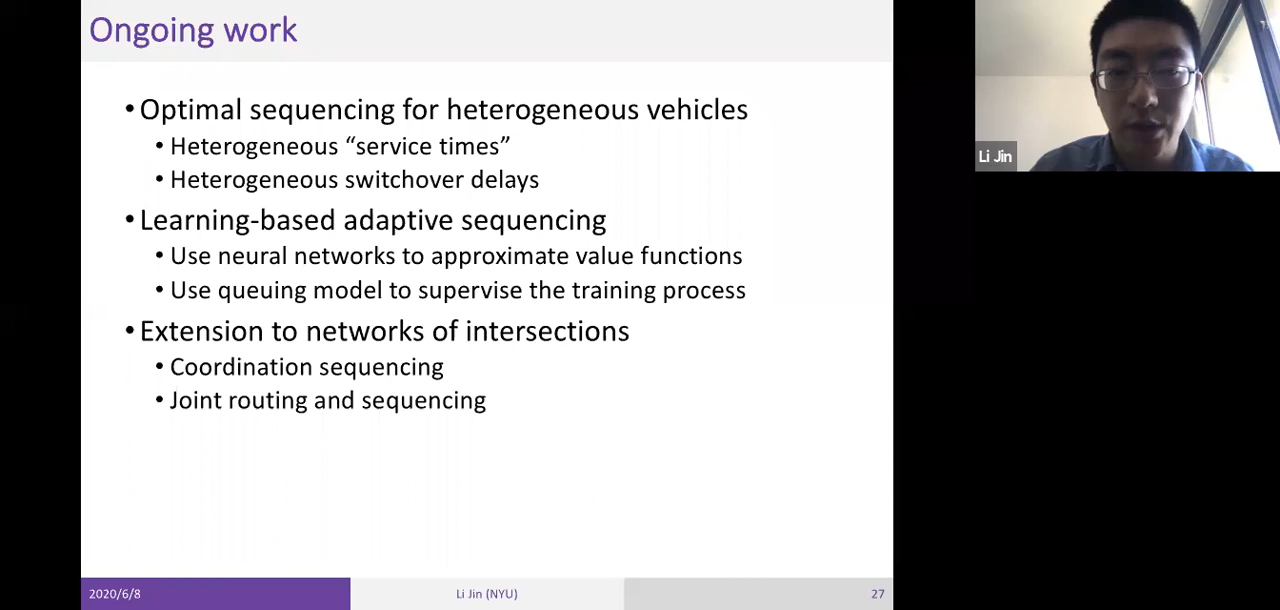 Ongoing work
• Optimal sequencing for heterogeneous vehicles
• Heterogeneous “service times”
• Heterogeneous switchover delays
• Learning-based adaptive sequencing
• Use neural networks to approximate value functions
• Use queuing model to supervise the training process
• Extension to networks of intersections
• Coordination sequencing
• Joint routing and sequencing
2020/6/8
Li Jin (NYU)
27
Li Jin